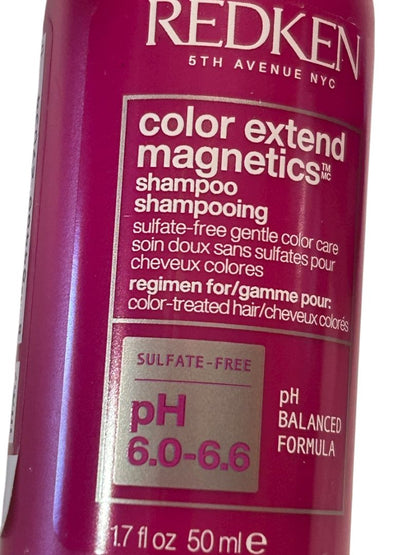 REDKEN
5TH AVENUE NYC
color extend
magnetics™ MC
shampoo
shampooing
sulfate-free gentle color care
soin doux sans sulfates pour
cheveux colores
regimen for/gamme pour:
color-treated hair/cheveux colorés
SULFATE-FREE
pH
6.0-6.6
pH
BALANCED
FORMULA
1.7 fl oz 50 ml e